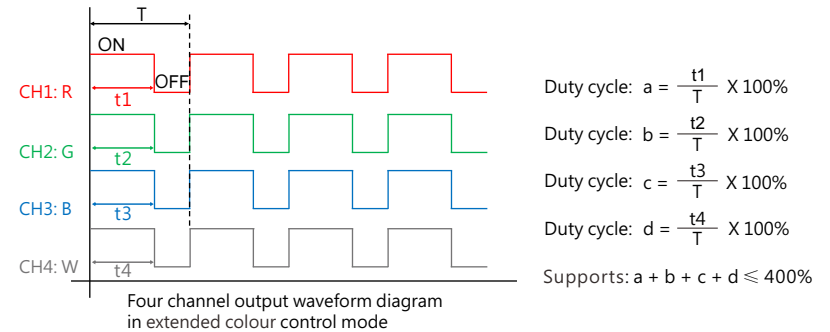 T
ON
OFF
CH1: R
t1
CH2: G
t2
CH3: B
t3
CH4: W
t4
Four channel output waveform diagram
in extended colour control mode
Duty cycle: a = t1/T X 100%
Duty cycle: b = t2/T X 100%
Duty cycle: c = t3/T X 100%
Duty cycle: d = t4/T X 100%
Supports: a + b + c + d ⩽ 400%